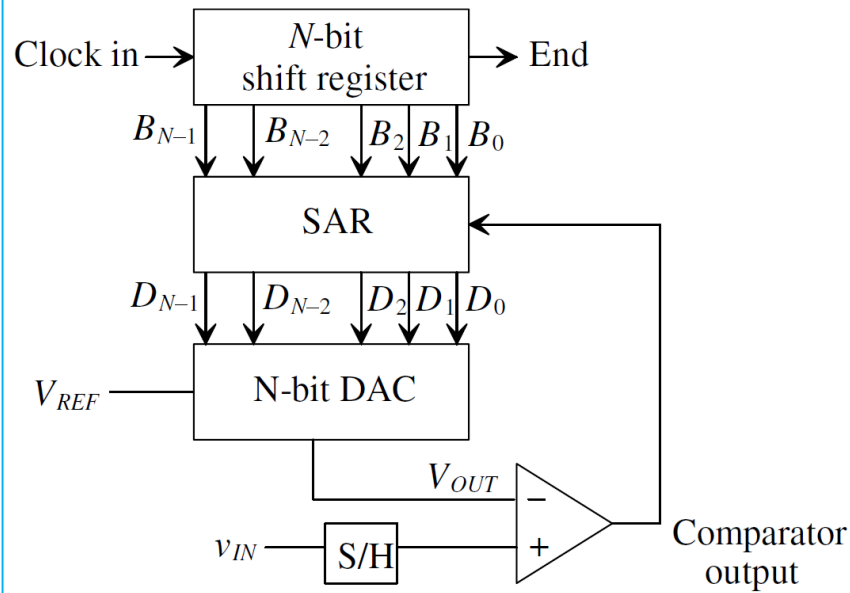 N-bit
Clock in
End
shift register
B_{N–1} B_{N–2} B_2 B_1 B_0
SAR
D_{N–1} D_{N–2} D_2 D_1 D_0
V_{REF}
N-bit DAC
V_{OUT}
–
v_{IN}
S/H
+
Comparator
output